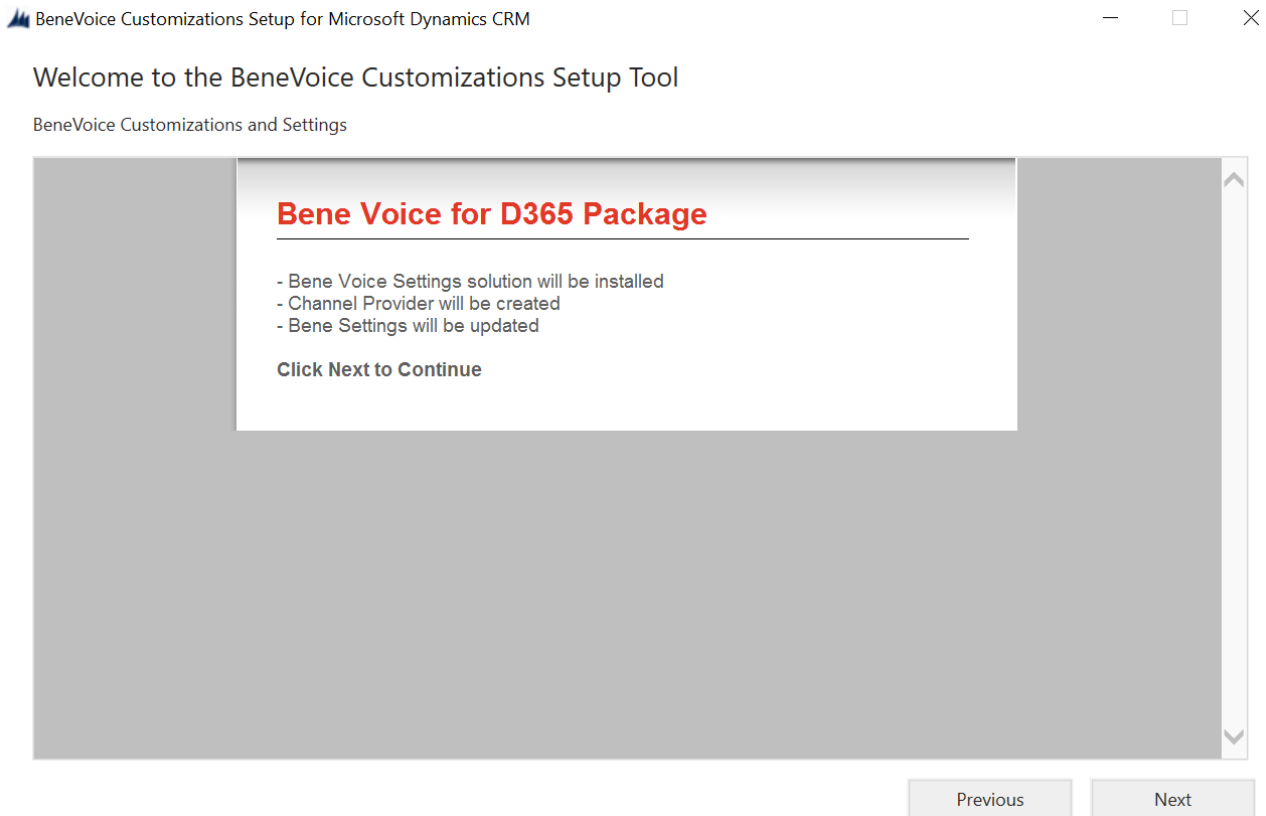 BeneVoice Customizations Setup for Microsoft Dynamics CRM
Welcome to the BeneVoice Customizations Setup Tool
BeneVoice Customizations and Settings
Bene Voice for D365 Package
- Bene Voice Settings solution will be installed
- Channel Provider will be created
- Bene Settings will be updated
Click Next to Continue
Previous
Next